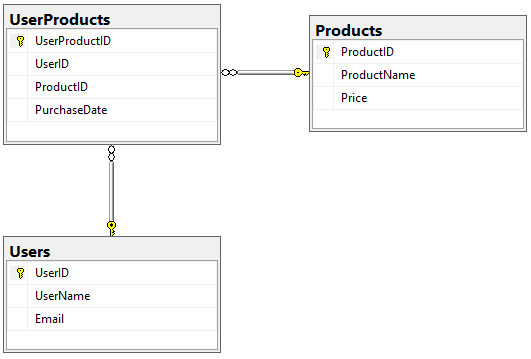 UserProducts
UserProductID
UserID
ProductID
PurchaseDate
Products
ProductID
ProductName
Price
Users
UserID
UserName
Email